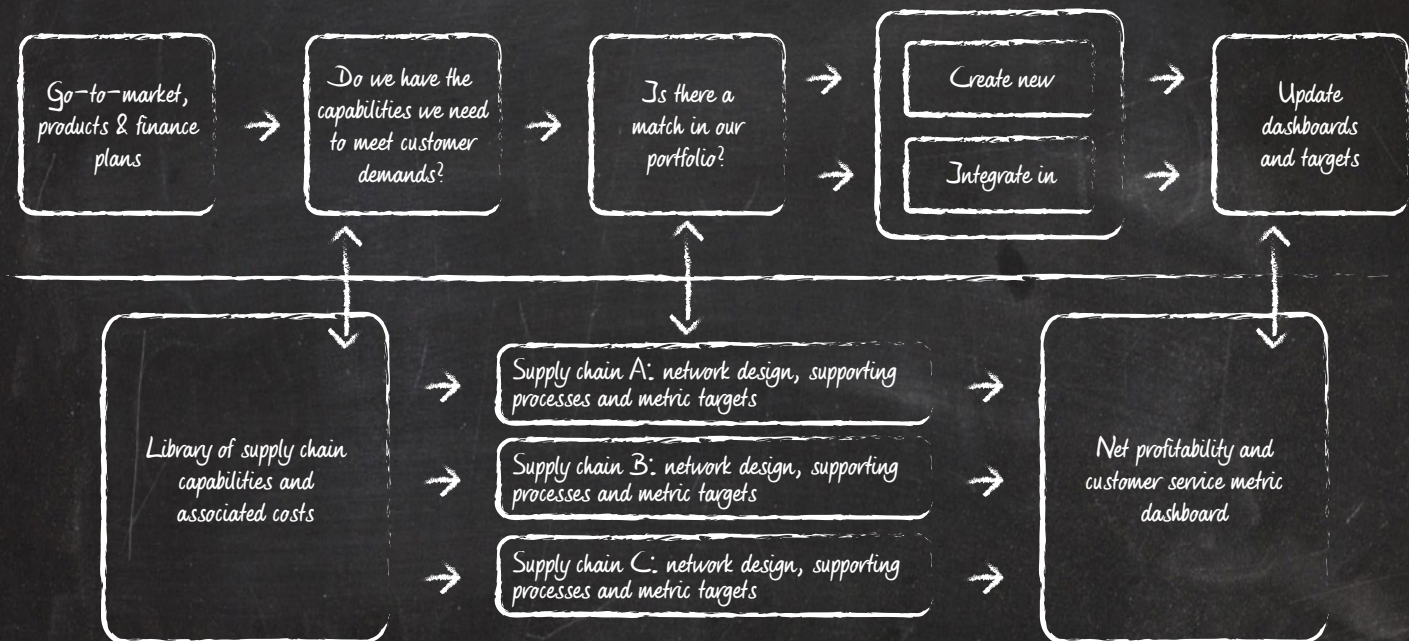 Go-to-market,
products & finance
plans
Do we have the
capabilities we need
to meet customer
demands?
Is there a
match in our
portfolio?
Create new
Integrate in
Update
dashboards
and targets
Library of supply chain
capabilities and
associated costs
Supply chain A: network design, supporting
processes and metric targets
Supply chain B: network design, supporting
processes and metric targets
Supply chain C: network design, supporting
processes and metric targets
Net profitability and
customer service metric
dashboard